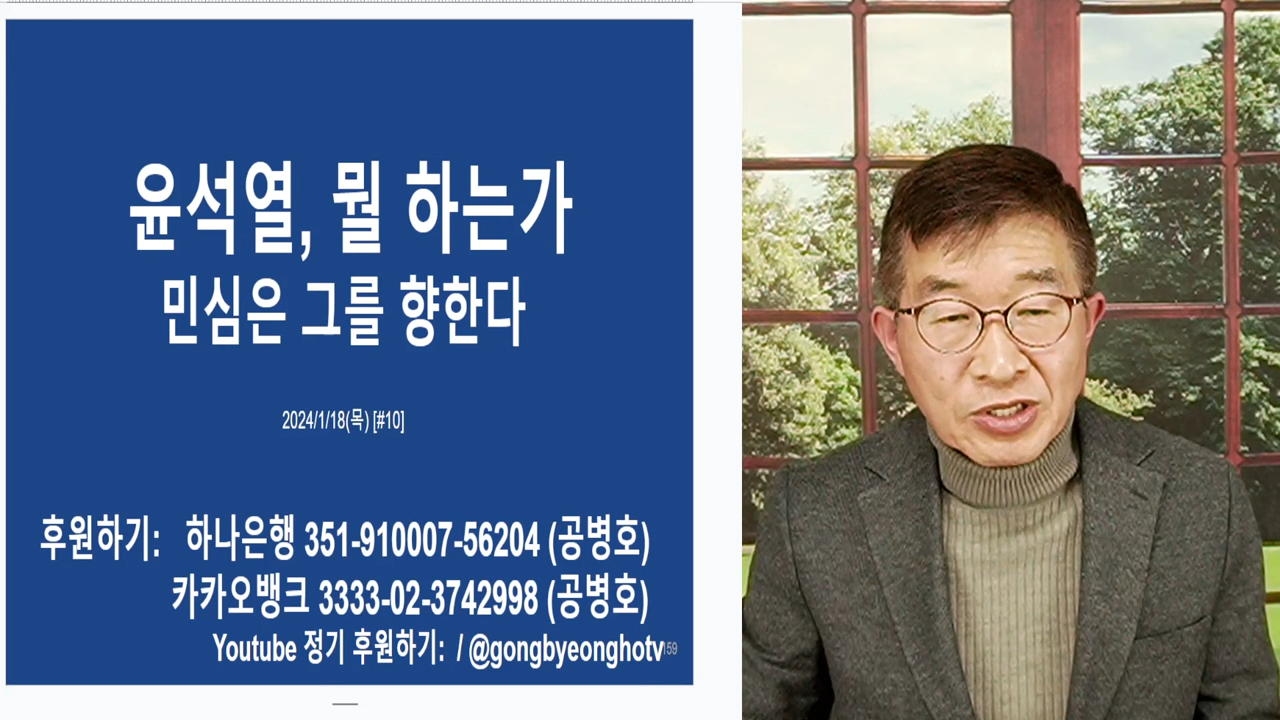 윤석열, 뭘 하는가
민심은 그를 향한다
2024/1/18(목) [#10]
후원하기: 하나은행 351-910007-56204 (공병호)
카카오뱅크 3333-02-3742998 (공병호)
Youtube 정기 후원하기: / @gongbyeonghotv
159